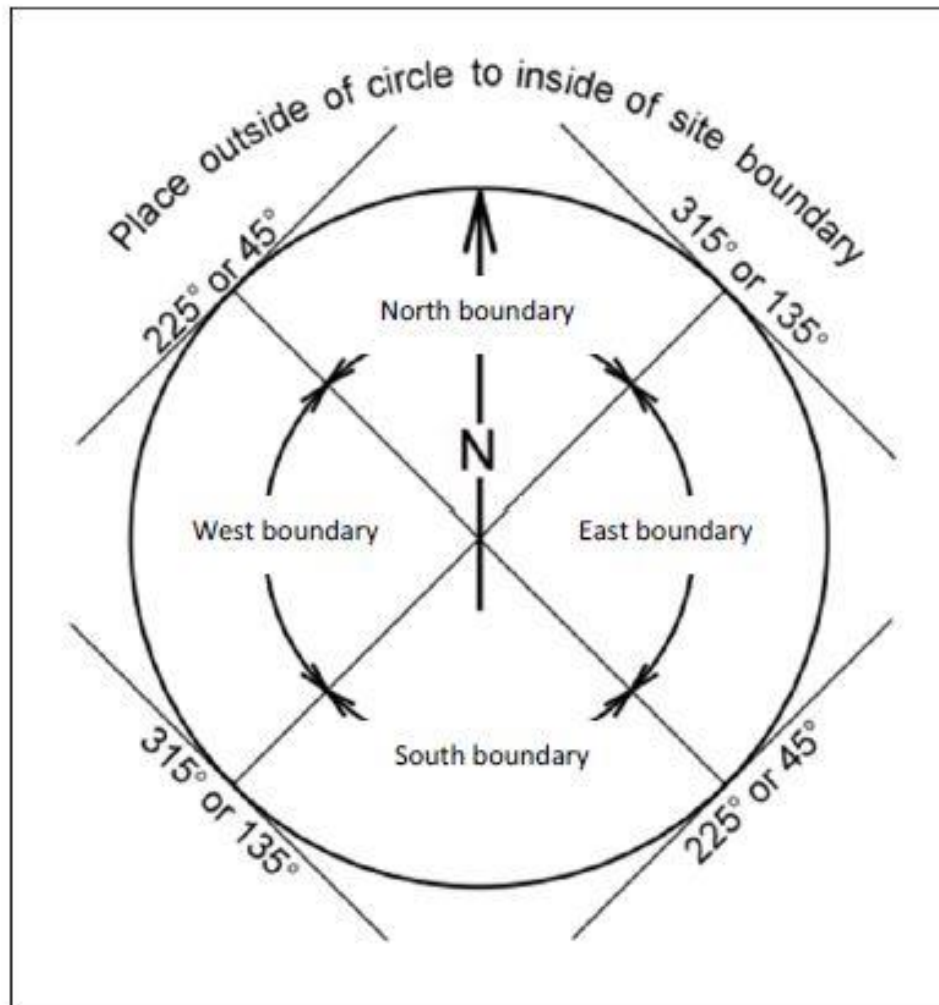 Place outside of circle to inside of site boundary
225° or 45°
315° or 135°
North boundary
N
West boundary
East boundary
South boundary
315° or 135°
225° or 45°